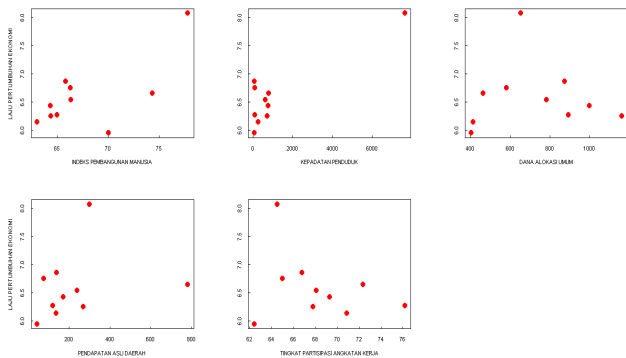 LAJU PERTUMBUHAN EKONOMI
8.0
7.5
7.0
6.5
6.0
65 70 75
INDEKS PEMBANGUNAN MANUSIA
8.0
7.5
7.0
6.5
6.0
0 2000 4000 6000
KEPADATAN PENDUDUK
8.0
7.5
7.0
6.5
6.0
400 600 800 1000
DANA ALOKASI UMUM
LAJU PERTUMBUHAN EKONOMI
8.0
7.5
7.0
6.5
6.0
200 400 600 800
PENDAPATAN ASLI DAERAH
8.0
7.5
7.0
6.5
6.0
62 64 66 68 70 72 74 76
TINGKAT PARTISIPASI ANGKATAN KERJA